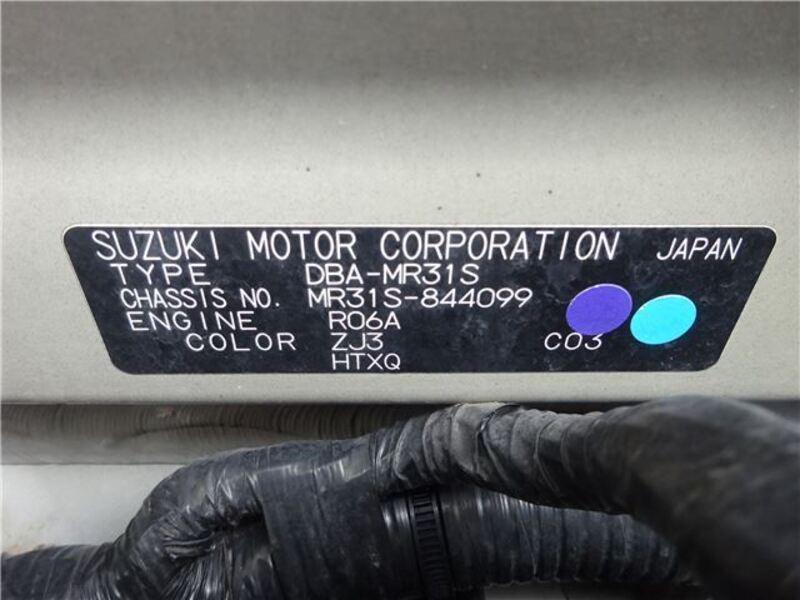 SUZUKI MOTOR CORPORATION JAPAN
TYPE DBA-MR31S
CHASSIS NO. MR31S-844099
ENGINE R06A
COLOR ZJ3 C03
HTXQ